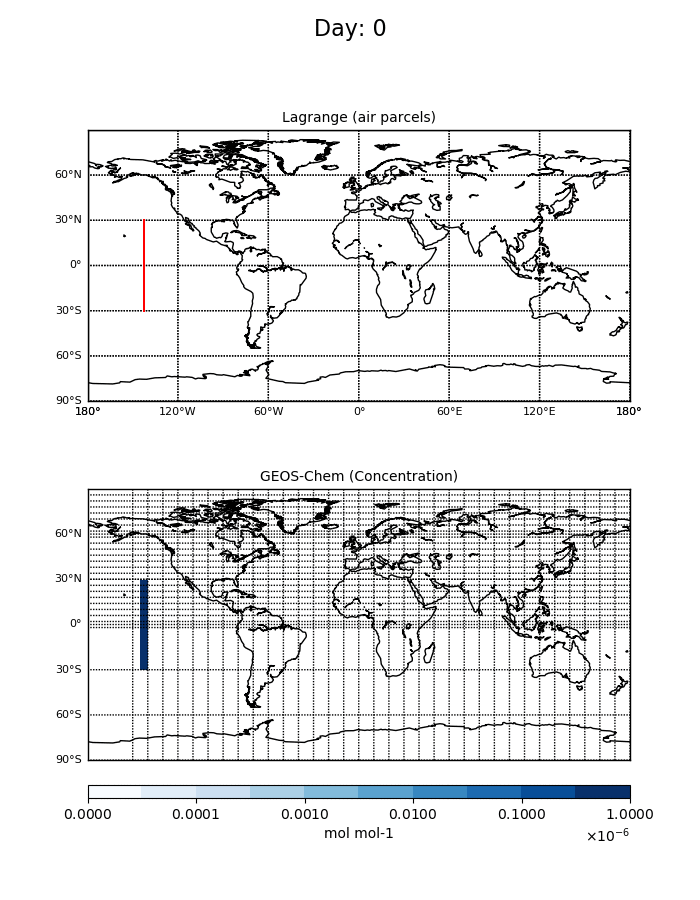 Day: 0
Lagrange (air parcels)
60°N
30°N
0°
30°S
60°S
90°S
180° 120°W 60°W 0° 60°E 120°E 180°
GEOS-Chem (Concentration)
60°N
30°N
0°
30°S
60°S
90°S
0.0000 0.0001 0.0010 0.0100 0.1000 1.0000
mol mol-1
×10⁻⁶